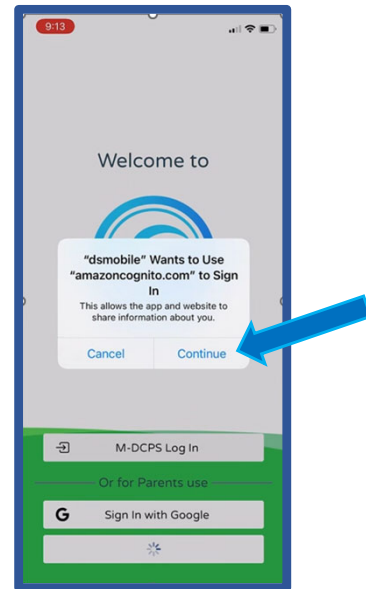 9:13
Welcome to
"dsmobile" Wants to Use
"amazoncognito.com" to Sign
In
This allows the app and website to
share information about you.
Cancel Continue
M-DCPS Log In
Or for Parents use
G Sign In with Google